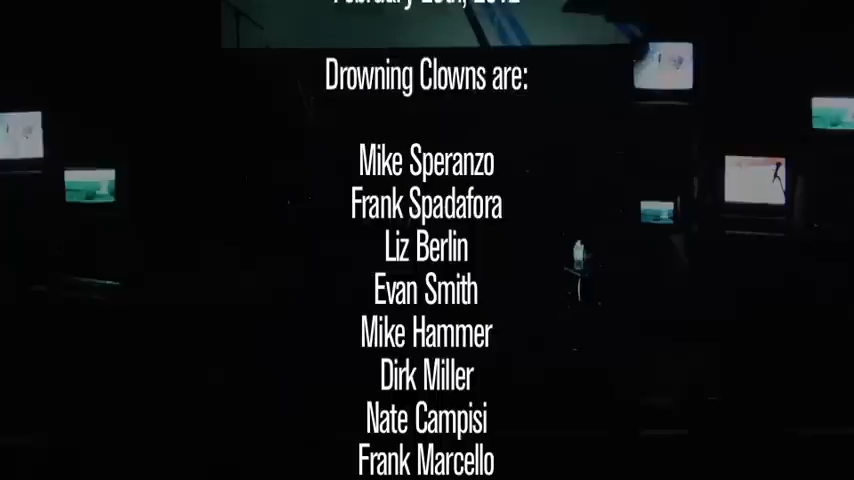 Drowning Clowns are:
Mike Speranzo
Frank Spadafora
Liz Berlin
Evan Smith
Mike Hammer
Dirk Miller
Nate Campisi
Frank Marcello